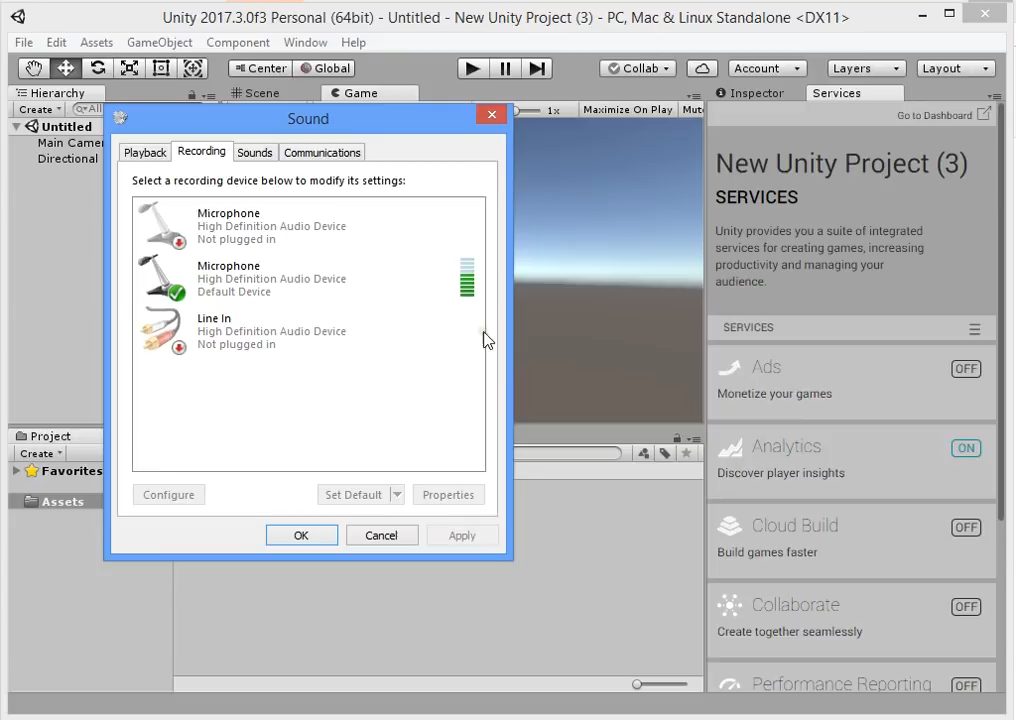 Unity 2017.3.0f3 Personal (64bit) - Untitled - New Unity Project (3) - PC, Mac & Linux Standalone <DX11>
File Edit Assets GameObject Component Window Help
Center Global Collab Account Layers Layout
Hierarchy Scene Game Inspector Services
Create All 1x Maximize On Play Mut
Go to Dashboard
Untitled
Main Came
Directional
Sound
Playback Recording Sounds Communications
Select a recording device below to modify its settings:
Microphone
High Definition Audio Device
Not plugged in
Microphone
High Definition Audio Device
Default Device
Line In
High Definition Audio Device
Not plugged in
Configure Set Default Properties
OK Cancel Apply
Project
Create
Favorites
Assets
New Unity Project (3)
SERVICES
Unity provides you a suite of integrated
services for creating games, increasing
productivity and managing your
audience.
SERVICES
Ads OFF
Monetize your games
Analytics ON
Discover player insights
Cloud Build OFF
Build games faster
Collaborate OFF
Create together seamlessly
Performance Reporting OFF